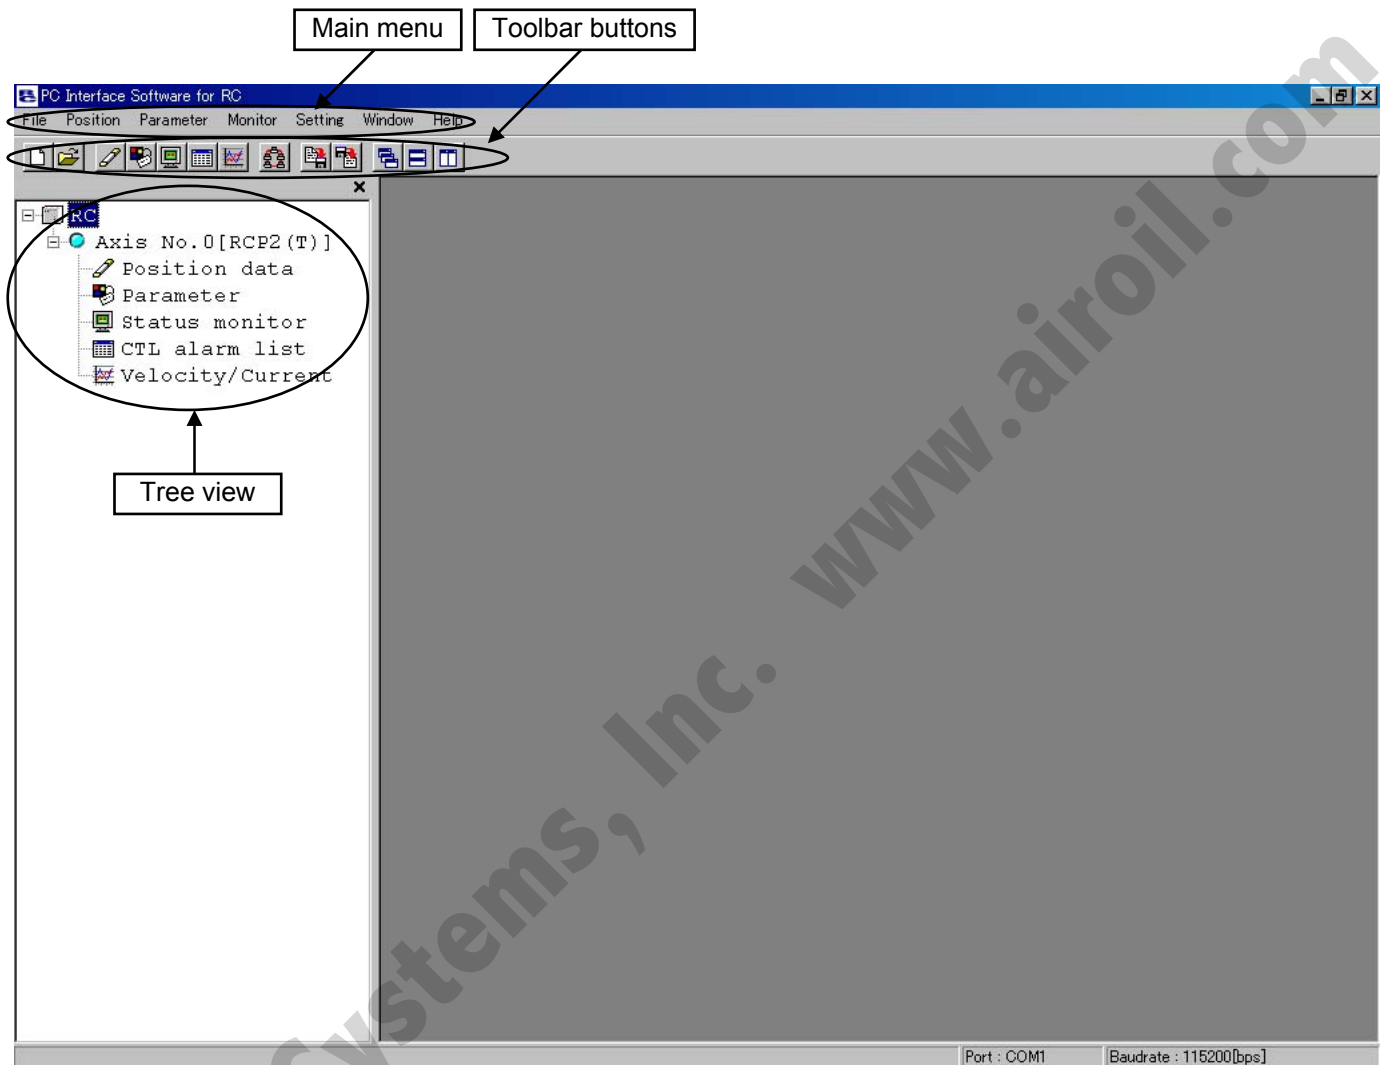 Main menu
Toolbar buttons
PC Interface Software for RC
File Position Parameter Monitor Setting Window Help
RC
Axis No.0[RCP2(T)]
Position data
Parameter
Status monitor
CTL alarm list
Velocity/Current
Tree view
Systems, Inc. www.airoil.com
Port : COM1 Baudrate : 115200[bps]